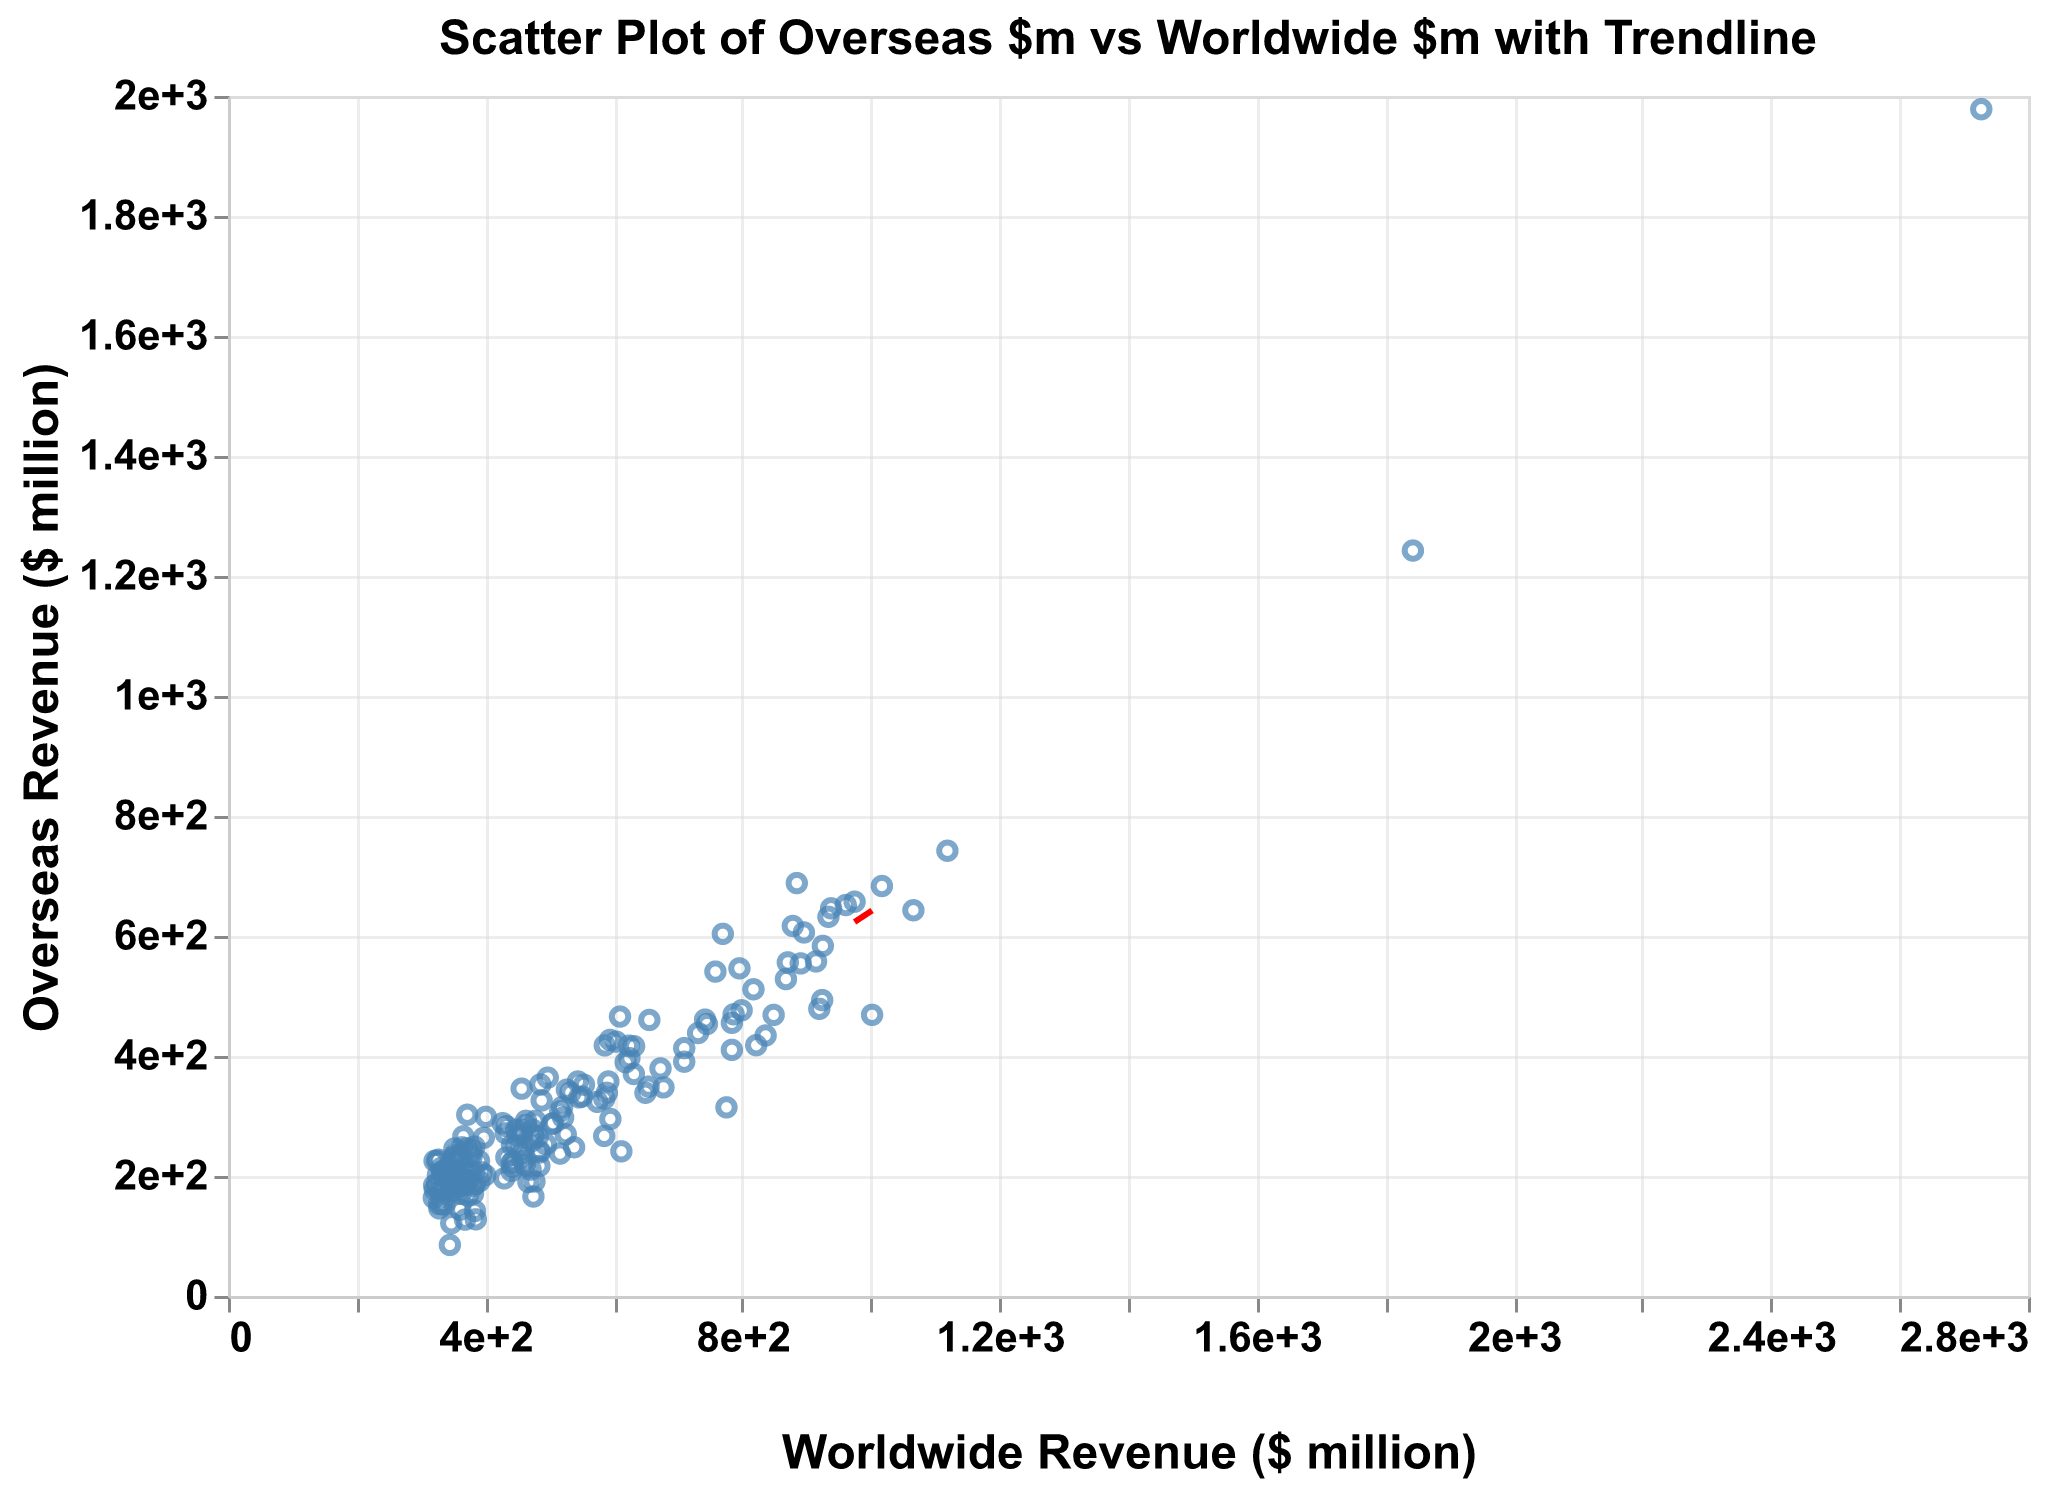 Scatter Plot of Overseas $m vs Worldwide $m with Trendline
Overseas Revenue ($ million)
2e+3
1.8e+3
1.6e+3
1.4e+3
1.2e+3
1e+3
8e+2
6e+2
4e+2
2e+2
0
0 4e+2 8e+2 1.2e+3 1.6e+3 2e+3 2.4e+3 2.8e+3
Worldwide Revenue ($ million)